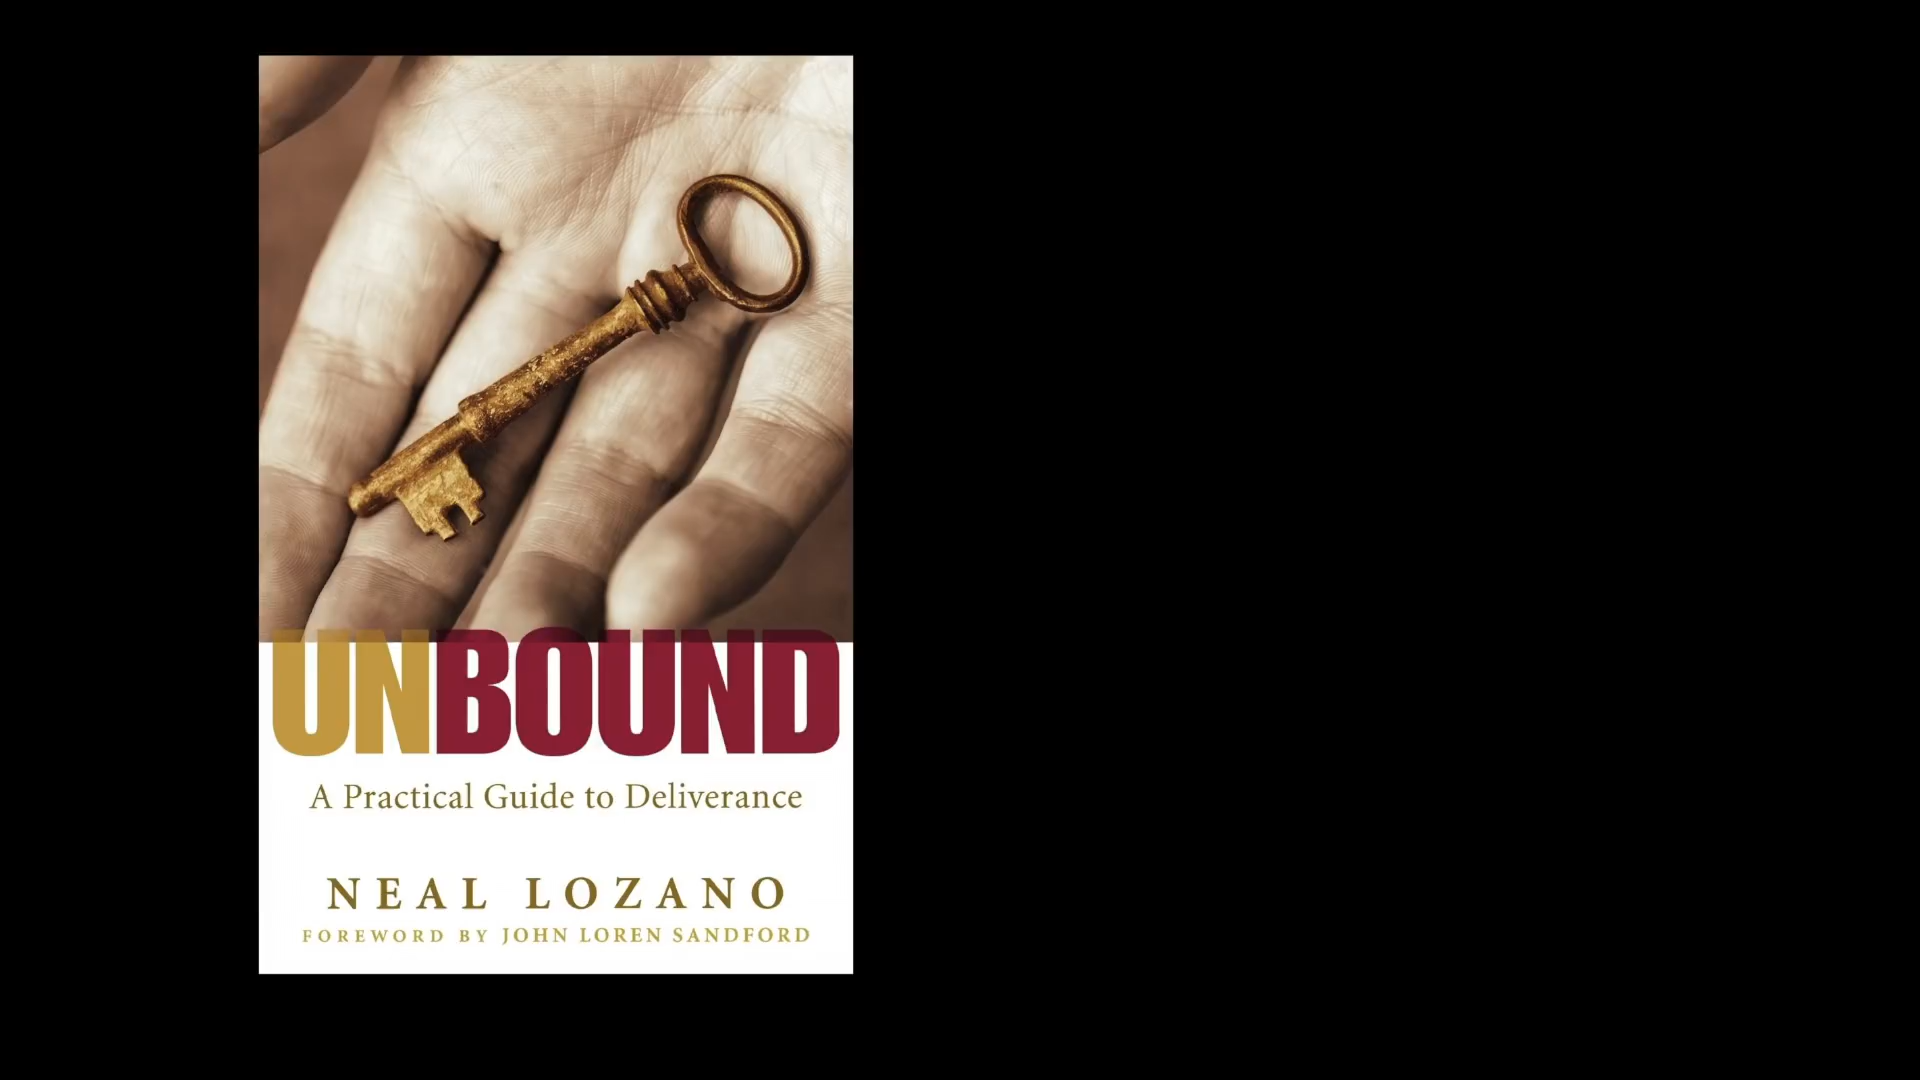 UNBOUND
A Practical Guide to Deliverance
NEAL LOZANO
FOREWORD BY JOHN LOREN SANDFORD